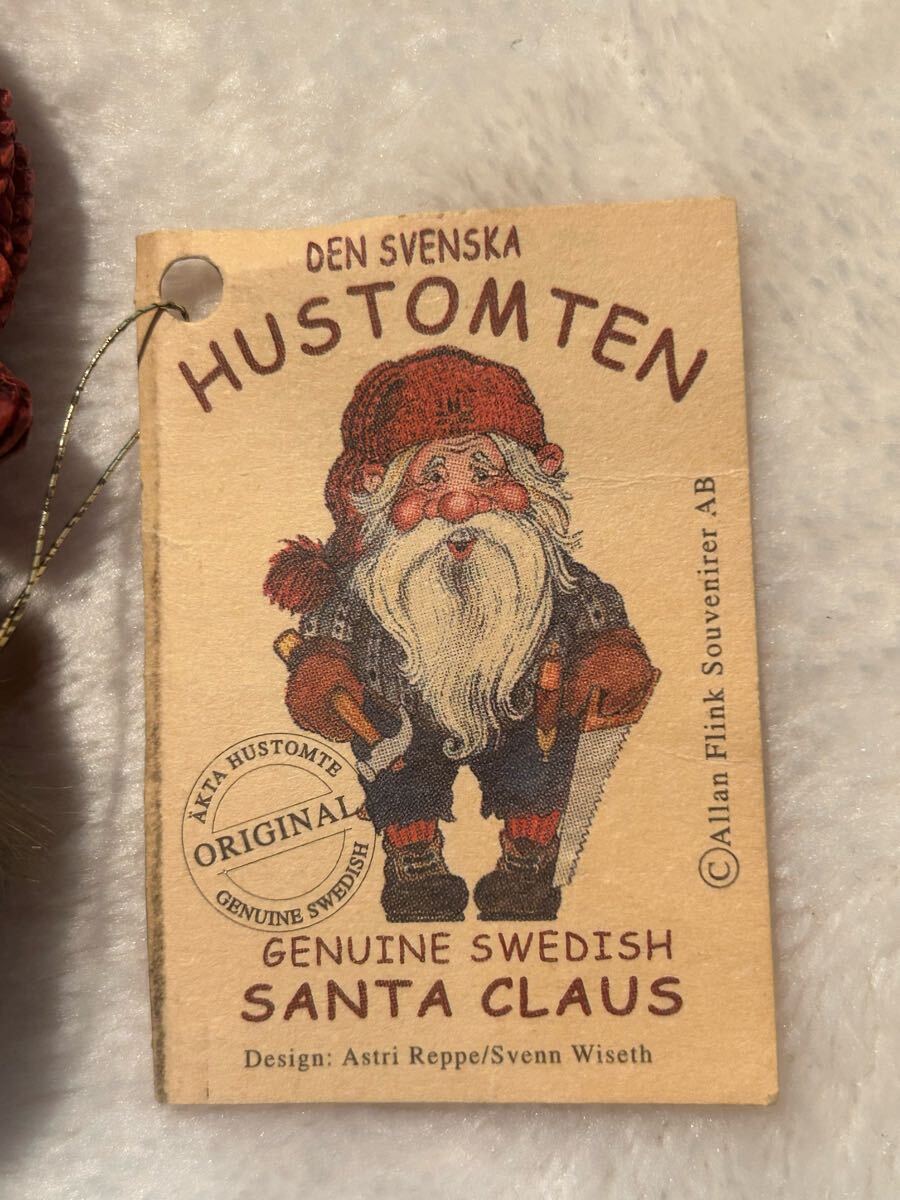 DEN SVENSKA
HUSTOMTEN
©Allan Flink Souvenirer AB
ÄKTA HUSTOMTE
ORIGINAL
GENUINE SWEDISH
GENUINE SWEDISH
SANTA CLAUS
Design: Astri Reppe/Svenn Wiseth